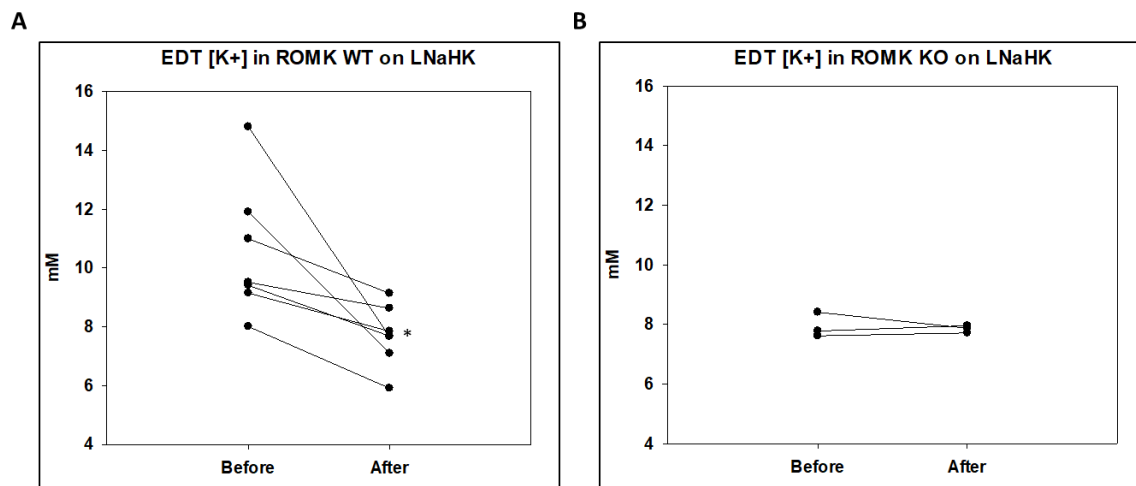 A
EDT [K+] in ROMK WT on LNaHK
16
14
12
10
8
6
4
mM
*
Before After
B
EDT [K+] in ROMK KO on LNaHK
16
14
12
10
8
6
4
mM
Before After